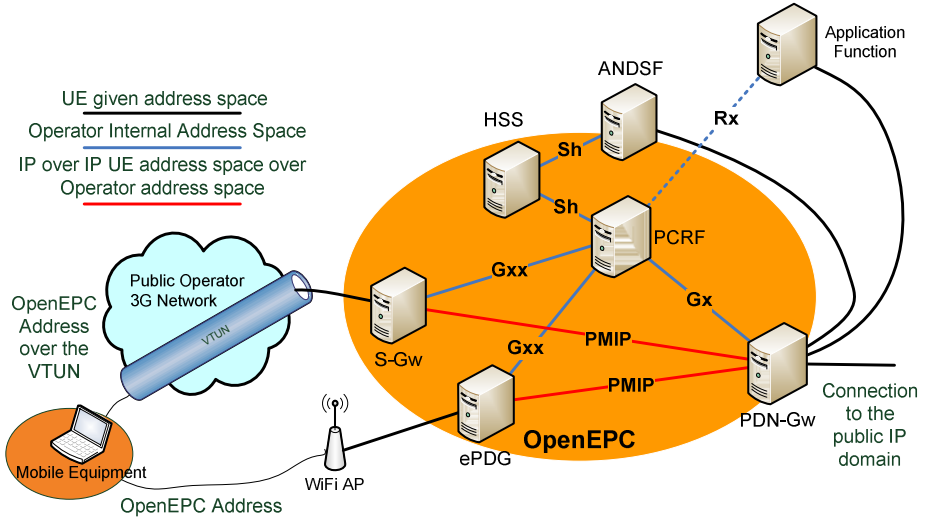 UE given address space
Operator Internal Address Space
IP over IP UE address space over
Operator address space
Application
Function
ANDSF
HSS
Rx
Sh
Sh
PCRF
Gxx
Gx
Gxx
PMIP
PMIP
S-Gw
ePDG
OpenEPC
PDN-Gw
Public Operator
3G Network
VTUN
OpenEPC
Address
over the
VTUN
Mobile Equipment
WiFi AP
OpenEPC Address
Connection
to the
public IP
domain